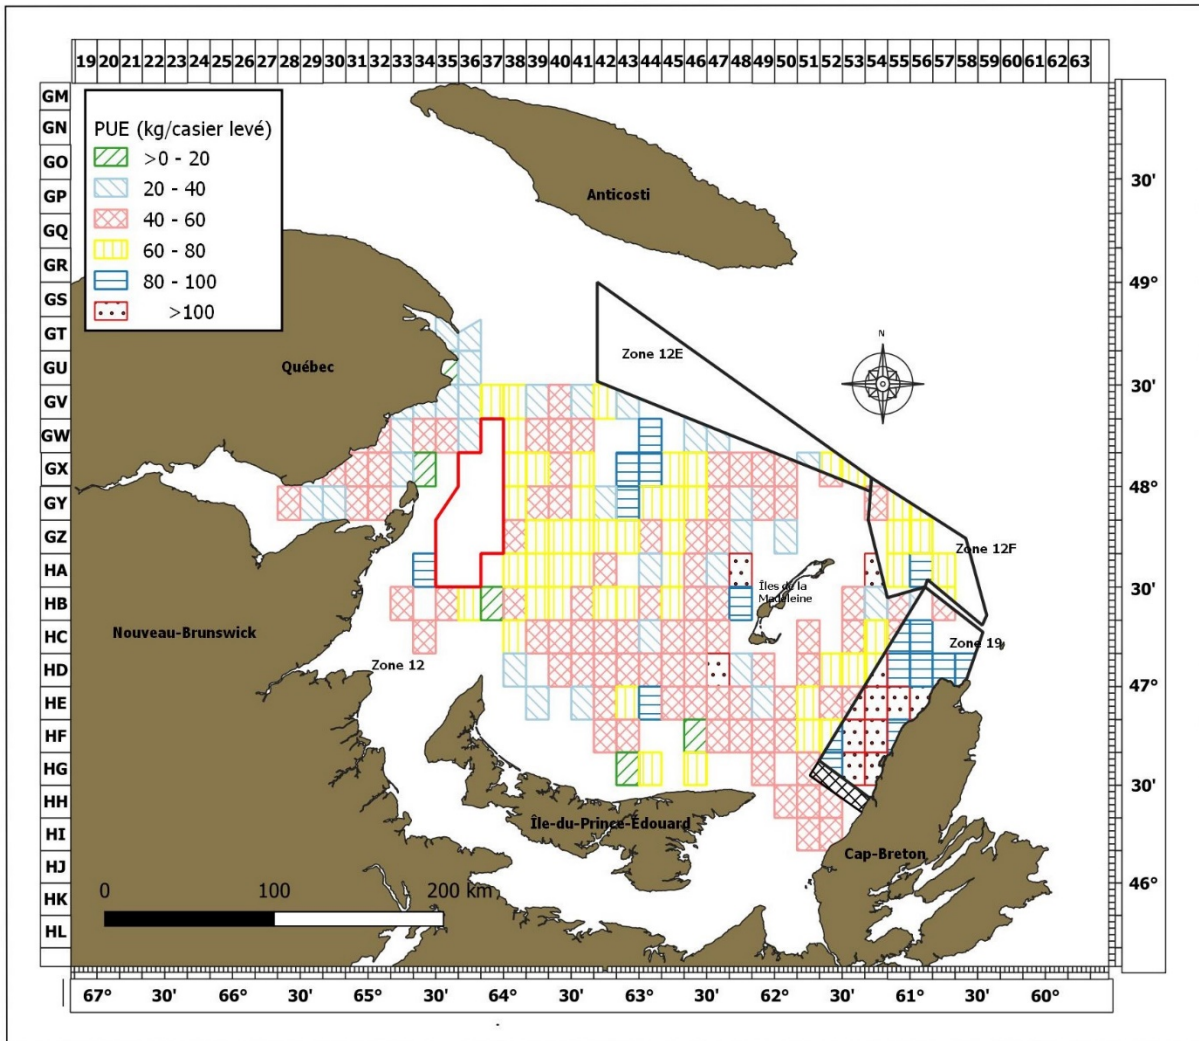 19 20 21 22 23 24 25 26 27 28 29 30 31 32 33 34 35 36 37 38 39 40 41 42 43 44 45 46 47 48 49 50 51 52 53 54 55 56 57 58 59 60 61 62 63
GM
GN
GO
GP
GQ
GR
GS
GT
GU
GV
GW
GX
GY
GZ
HA
HB
HC
HD
HE
HF
HG
HH
HI
HJ
HK
HL
PUE (kg/casier levé)
>0 - 20
20 - 40
40 - 60
60 - 80
80 - 100
>100
Anticosti
Québec
Zone 12E
N
Zone 12F
Îles de la
Madeleine
Nouveau-Brunswick
Zone 12
Zone 19
Île-du-Prince-Édouard
Cap-Breton
0 100 200 km
30'
49°
30'
48°
30'
47°
30'
46°
67° 30' 66° 30' 65° 30' 64° 30' 63° 30' 62° 30' 61° 30' 60°